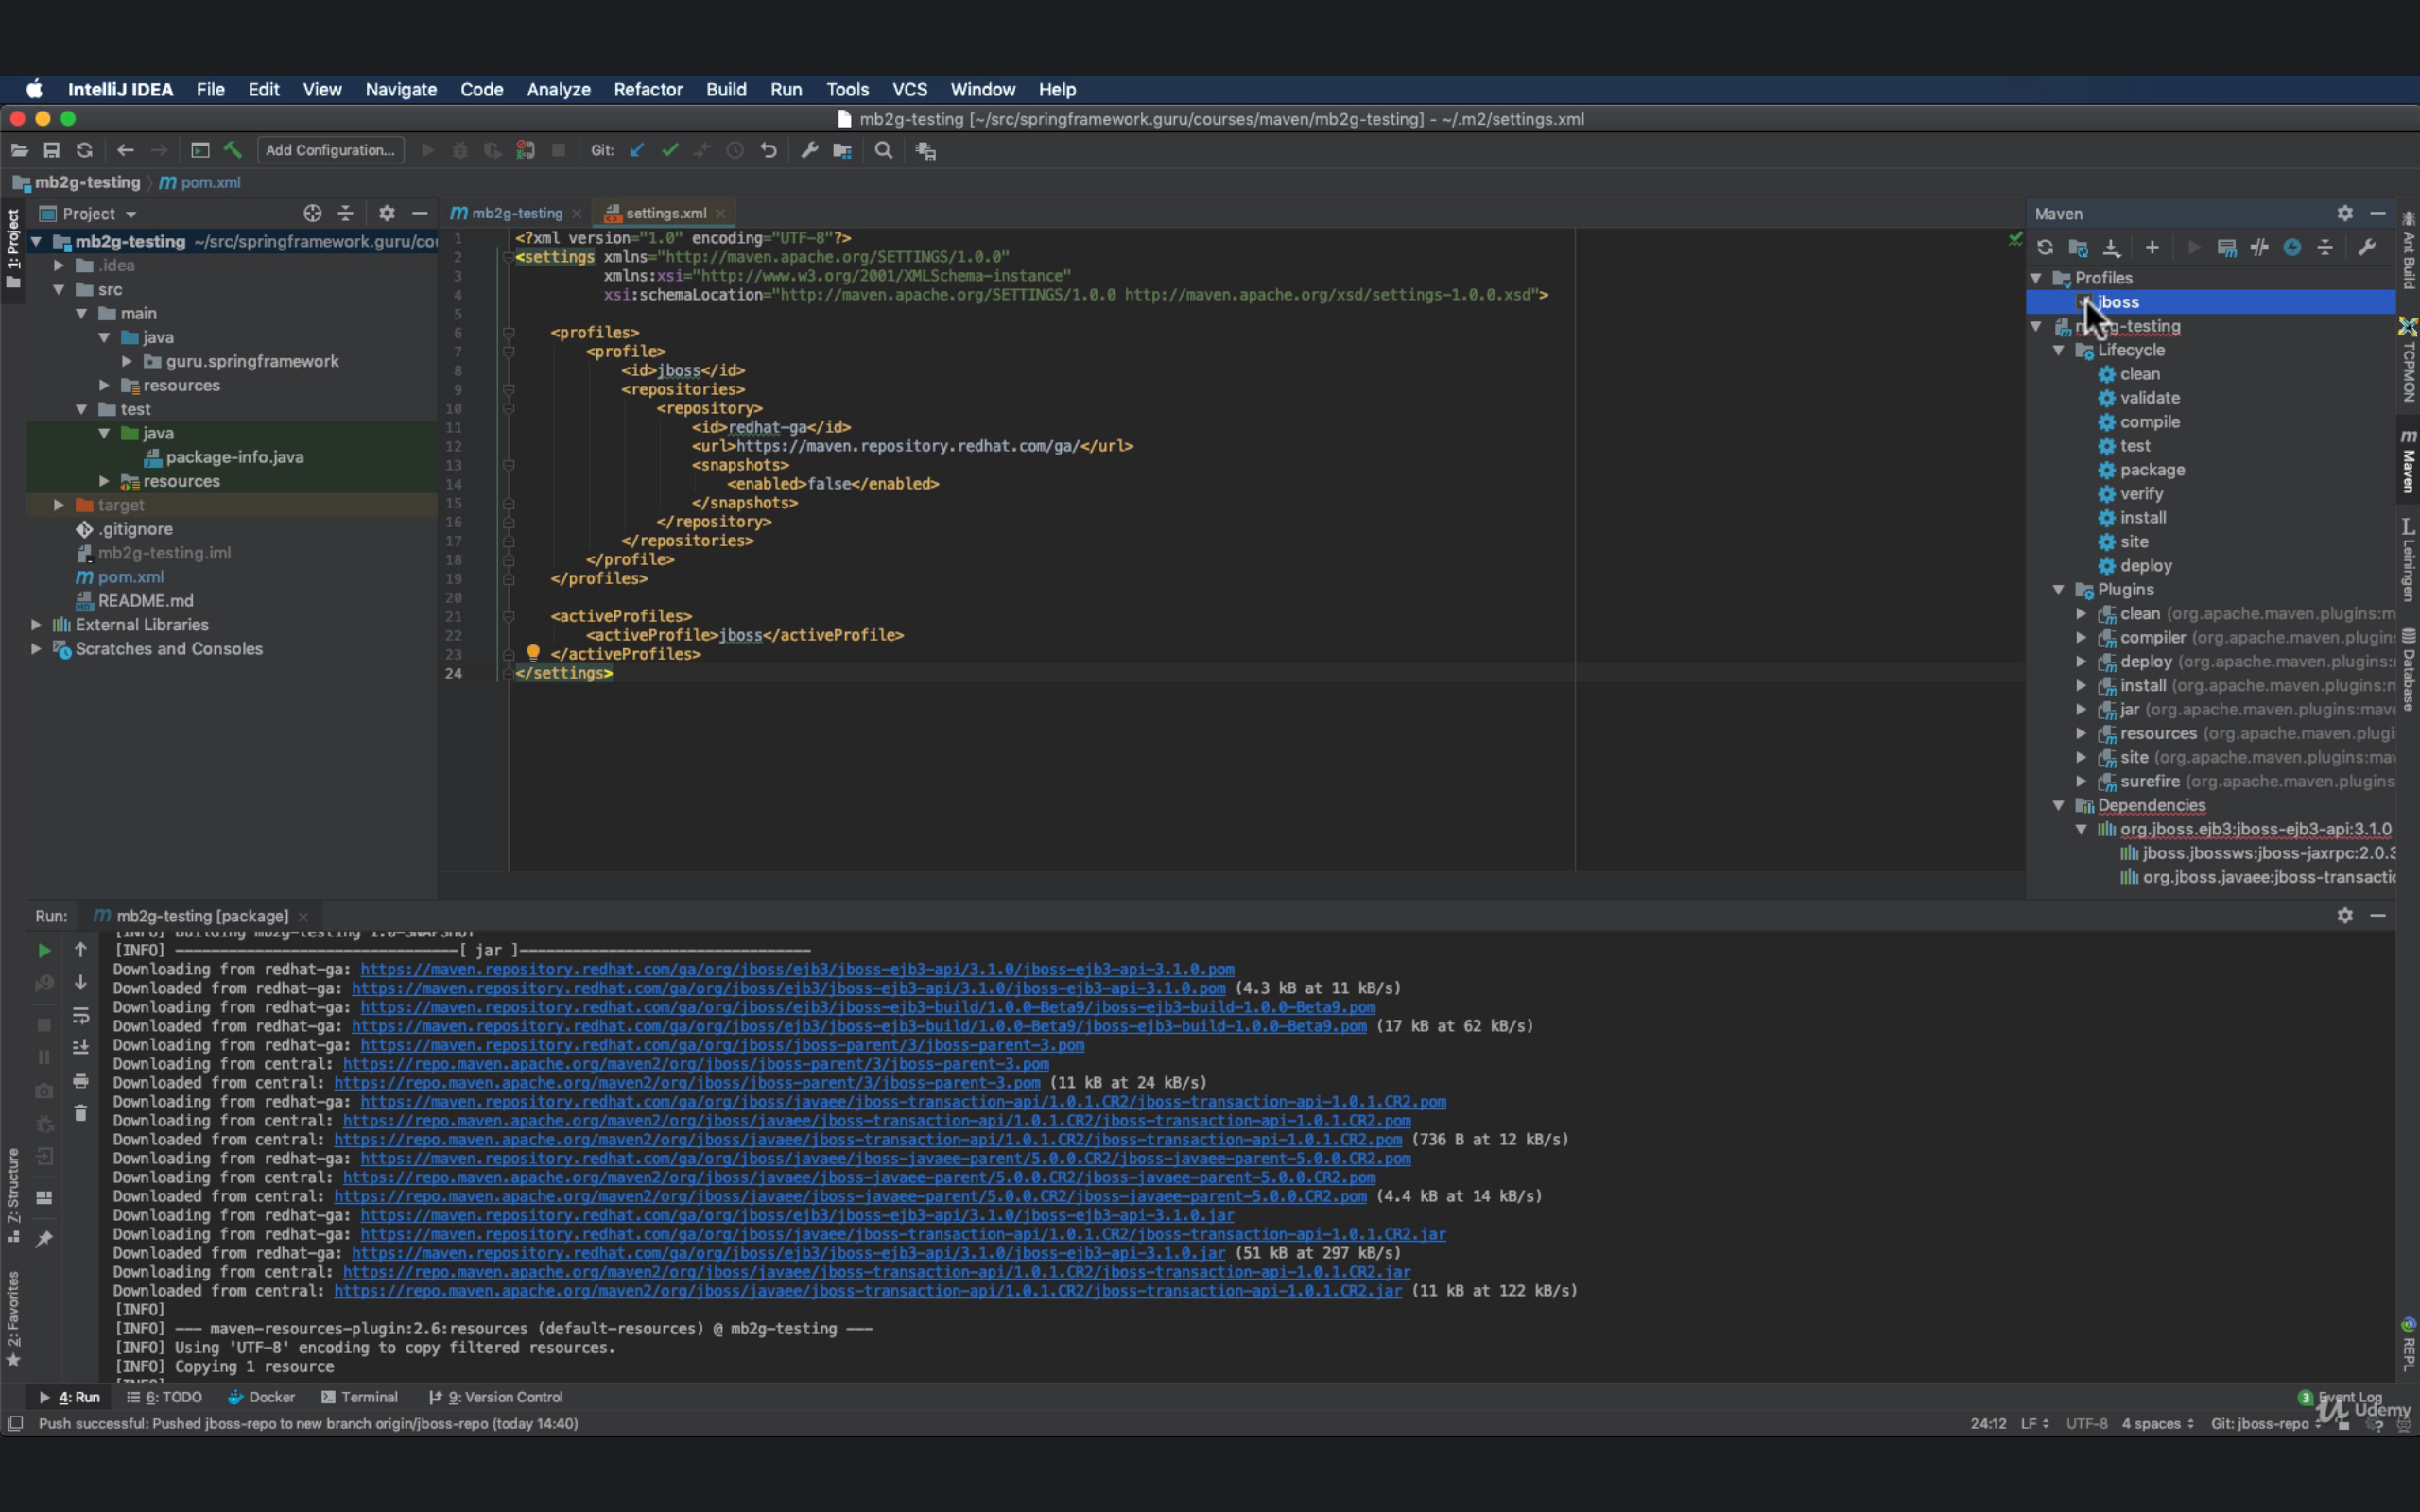 IntelliJ IDEA File Edit View Navigate Code Analyze Refactor Build Run Tools VCS Window Help
mb2g-testing [~/src/springframework.guru/courses/maven/mb2g-testing] - ~/.m2/settings.xml
Add Configuration... Git:
mb2g-testing pom.xml
1: Project
Project
mb2g-testing ~/src/springframework.guru/cou
.idea
src
main
java
guru.springframework
resources
test
java
package-info.java
resources
target
.gitignore
mb2g-testing.iml
pom.xml
README.md
External Libraries
Scratches and Consoles
mb2g-testing settings.xml
1 <?xml version="1.0" encoding="UTF-8"?>
2 <settings xmlns="http://maven.apache.org/SETTINGS/1.0.0"
3 xmlns:xsi="http://www.w3.org/2001/XMLSchema-instance"
4 xsi:schemaLocation="http://maven.apache.org/SETTINGS/1.0.0 http://maven.apache.org/xsd/settings-1.0.0.xsd">
5
6 <profiles>
7 <profile>
8 <id>jboss</id>
9 <repositories>
10 <repository>
11 <id>redhat-ga</id>
12 <url>https://maven.repository.redhat.com/ga/</url>
13 <snapshots>
14 <enabled>false</enabled>
15 </snapshots>
16 </repository>
17 </repositories>
18 </profile>
19 </profiles>
20
21 <activeProfiles>
22 <activeProfile>jboss</activeProfile>
23 </activeProfiles>
24 </settings>
Maven
Profiles
jboss
-testing
Lifecycle
clean
validate
compile
test
package
verify
install
site
deploy
Plugins
clean (org.apache.maven.plugins:m
compiler (org.apache.maven.plugin
deploy (org.apache.maven.plugins:
install (org.apache.maven.plugins:m
jar (org.apache.maven.plugins:mave
resources (org.apache.maven.plugi
site (org.apache.maven.plugins:mav
surefire (org.apache.maven.plugins
Dependencies
org.jboss.ejb3:jboss-ejb3-api:3.1.0
jboss.jbossws:jboss-jaxrpc:2.0.3
org.jboss.javaee:jboss-transactic
Ant Build
TCPMON
Maven
Leiningen
Database
REPL
Run: mb2g-testing [package]
[INFO] Building mb2g-testing 1.0-SNAPSHOT
[INFO] --------------------------------[ jar ]---------------------------------
Downloading from redhat-ga: https://maven.repository.redhat.com/ga/org/jboss/ejb3/jboss-ejb3-api/3.1.0/jboss-ejb3-api-3.1.0.pom
Downloaded from redhat-ga: https://maven.repository.redhat.com/ga/org/jboss/ejb3/jboss-ejb3-api/3.1.0/jboss-ejb3-api-3.1.0.pom (4.3 kB at 11 kB/s)
Downloading from redhat-ga: https://maven.repository.redhat.com/ga/org/jboss/ejb3/jboss-ejb3-build/1.0.0-Beta9/jboss-ejb3-build-1.0.0-Beta9.pom
Downloaded from redhat-ga: https://maven.repository.redhat.com/ga/org/jboss/ejb3/jboss-ejb3-build/1.0.0-Beta9/jboss-ejb3-build-1.0.0-Beta9.pom (17 kB at 62 kB/s)
Downloading from redhat-ga: https://maven.repository.redhat.com/ga/org/jboss/jboss-parent/3/jboss-parent-3.pom
Downloading from central: https://repo.maven.apache.org/maven2/org/jboss/jboss-parent/3/jboss-parent-3.pom
Downloaded from central: https://repo.maven.apache.org/maven2/org/jboss/jboss-parent/3/jboss-parent-3.pom (11 kB at 24 kB/s)
Downloading from redhat-ga: https://maven.repository.redhat.com/ga/org/jboss/javaee/jboss-transaction-api/1.0.1.CR2/jboss-transaction-api-1.0.1.CR2.pom
Downloading from central: https://repo.maven.apache.org/maven2/org/jboss/javaee/jboss-transaction-api/1.0.1.CR2/jboss-transaction-api-1.0.1.CR2.pom
Downloaded from central: https://repo.maven.apache.org/maven2/org/jboss/javaee/jboss-transaction-api/1.0.1.CR2/jboss-transaction-api-1.0.1.CR2.pom (736 B at 12 kB/s)
Downloading from redhat-ga: https://maven.repository.redhat.com/ga/org/jboss/javaee/jboss-javaee-parent/5.0.0.CR2/jboss-javaee-parent-5.0.0.CR2.pom
Downloading from central: https://repo.maven.apache.org/maven2/org/jboss/javaee/jboss-javaee-parent/5.0.0.CR2/jboss-javaee-parent-5.0.0.CR2.pom
Downloaded from central: https://repo.maven.apache.org/maven2/org/jboss/javaee/jboss-javaee-parent/5.0.0.CR2/jboss-javaee-parent-5.0.0.CR2.pom (4.4 kB at 14 kB/s)
Downloading from redhat-ga: https://maven.repository.redhat.com/ga/org/jboss/ejb3/jboss-ejb3-api/3.1.0/jboss-ejb3-api-3.1.0.jar
Downloading from redhat-ga: https://maven.repository.redhat.com/ga/org/jboss/javaee/jboss-transaction-api/1.0.1.CR2/jboss-transaction-api-1.0.1.CR2.jar
Downloaded from redhat-ga: https://maven.repository.redhat.com/ga/org/jboss/ejb3/jboss-ejb3-api/3.1.0/jboss-ejb3-api-3.1.0.jar (51 kB at 297 kB/s)
Downloading from central: https://repo.maven.apache.org/maven2/org/jboss/javaee/jboss-transaction-api/1.0.1.CR2/jboss-transaction-api-1.0.1.CR2.jar
Downloaded from central: https://repo.maven.apache.org/maven2/org/jboss/javaee/jboss-transaction-api/1.0.1.CR2/jboss-transaction-api-1.0.1.CR2.jar (11 kB at 122 kB/s)
[INFO]
[INFO] --- maven-resources-plugin:2.6:resources (default-resources) @ mb2g-testing ---
[INFO] Using 'UTF-8' encoding to copy filtered resources.
[INFO] Copying 1 resource
[INFO]
Z: Structure
2: Favorites
4: Run 6: TODO Docker Terminal 9: Version Control 3 Event Log
Push successful: Pushed jboss-repo to new branch origin/jboss-repo (today 14:40) 24:12 LF UTF-8 4 spaces Git: jboss-repo
Udemy